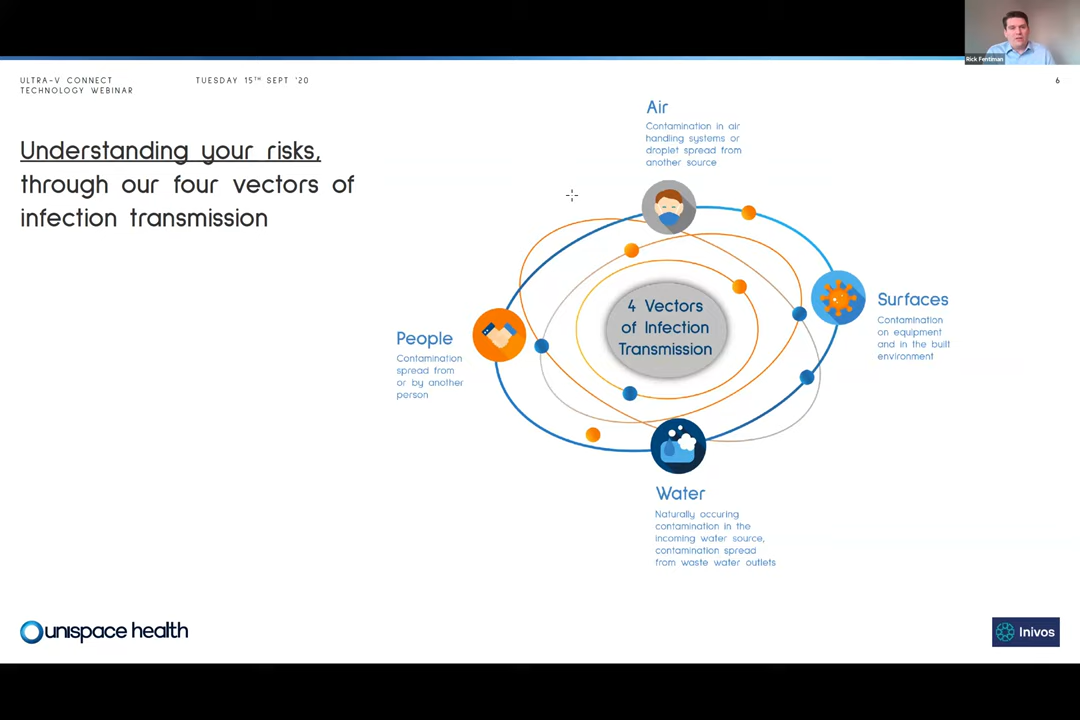 Rick Fentiman
ULTRA-V CONNECT
TECHNOLOGY WEBINAR
TUESDAY 15TH SEPT '20
6
Understanding your risks,
through our four vectors of
infection transmission
Air
Contamination in air
handling systems or
droplet spread from
another source
4 Vectors
of Infection
Transmission
Surfaces
Contamination
on equipment
and in the built
environment
People
Contamination
spread from
or by another
person
Water
Naturally occuring
contamination in the
incoming water source,
contamination spread
from waste water outlets
unispace health
Inivos